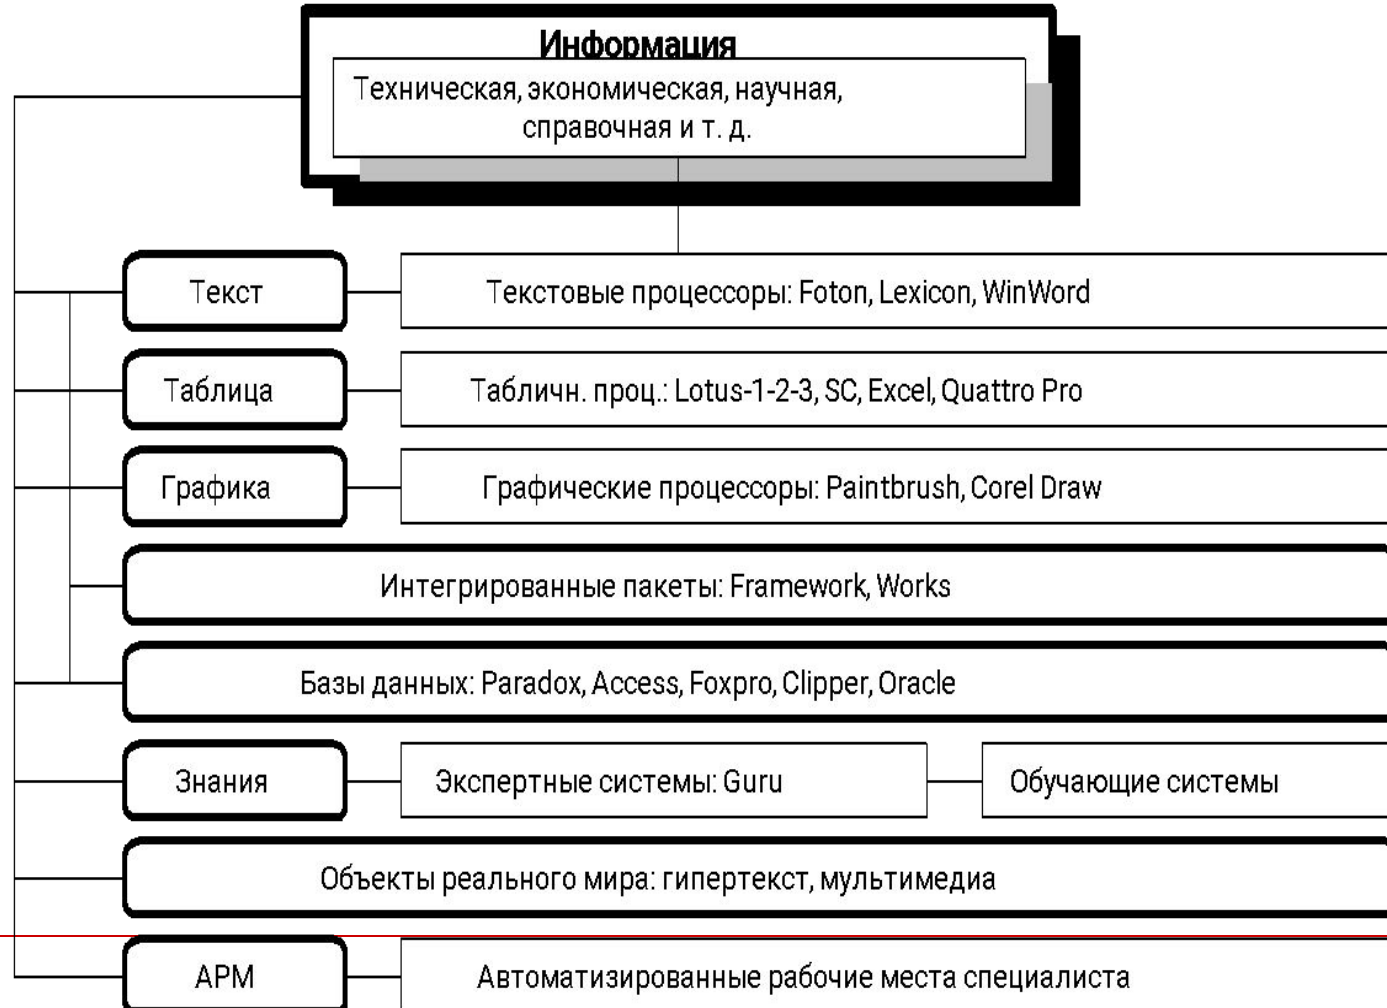 Информация
Техническая, экономическая, научная,
справочная и т. д.
Текст
Текстовые процессоры: Foton, Lexicon, WinWord
Таблица
Табличн. проц.: Lotus-1-2-3, SC, Excel, Quattro Pro
Графика
Графические процессоры: Paintbrush, Corel Draw
Интегрированные пакеты: Framework, Works
Базы данных: Paradox, Access, Foxpro, Clipper, Oracle
Знания
Экспертные системы: Guru
Обучающие системы
Объекты реального мира: гипертекст, мультимедиа
АРМ
Автоматизированные рабочие места специалиста